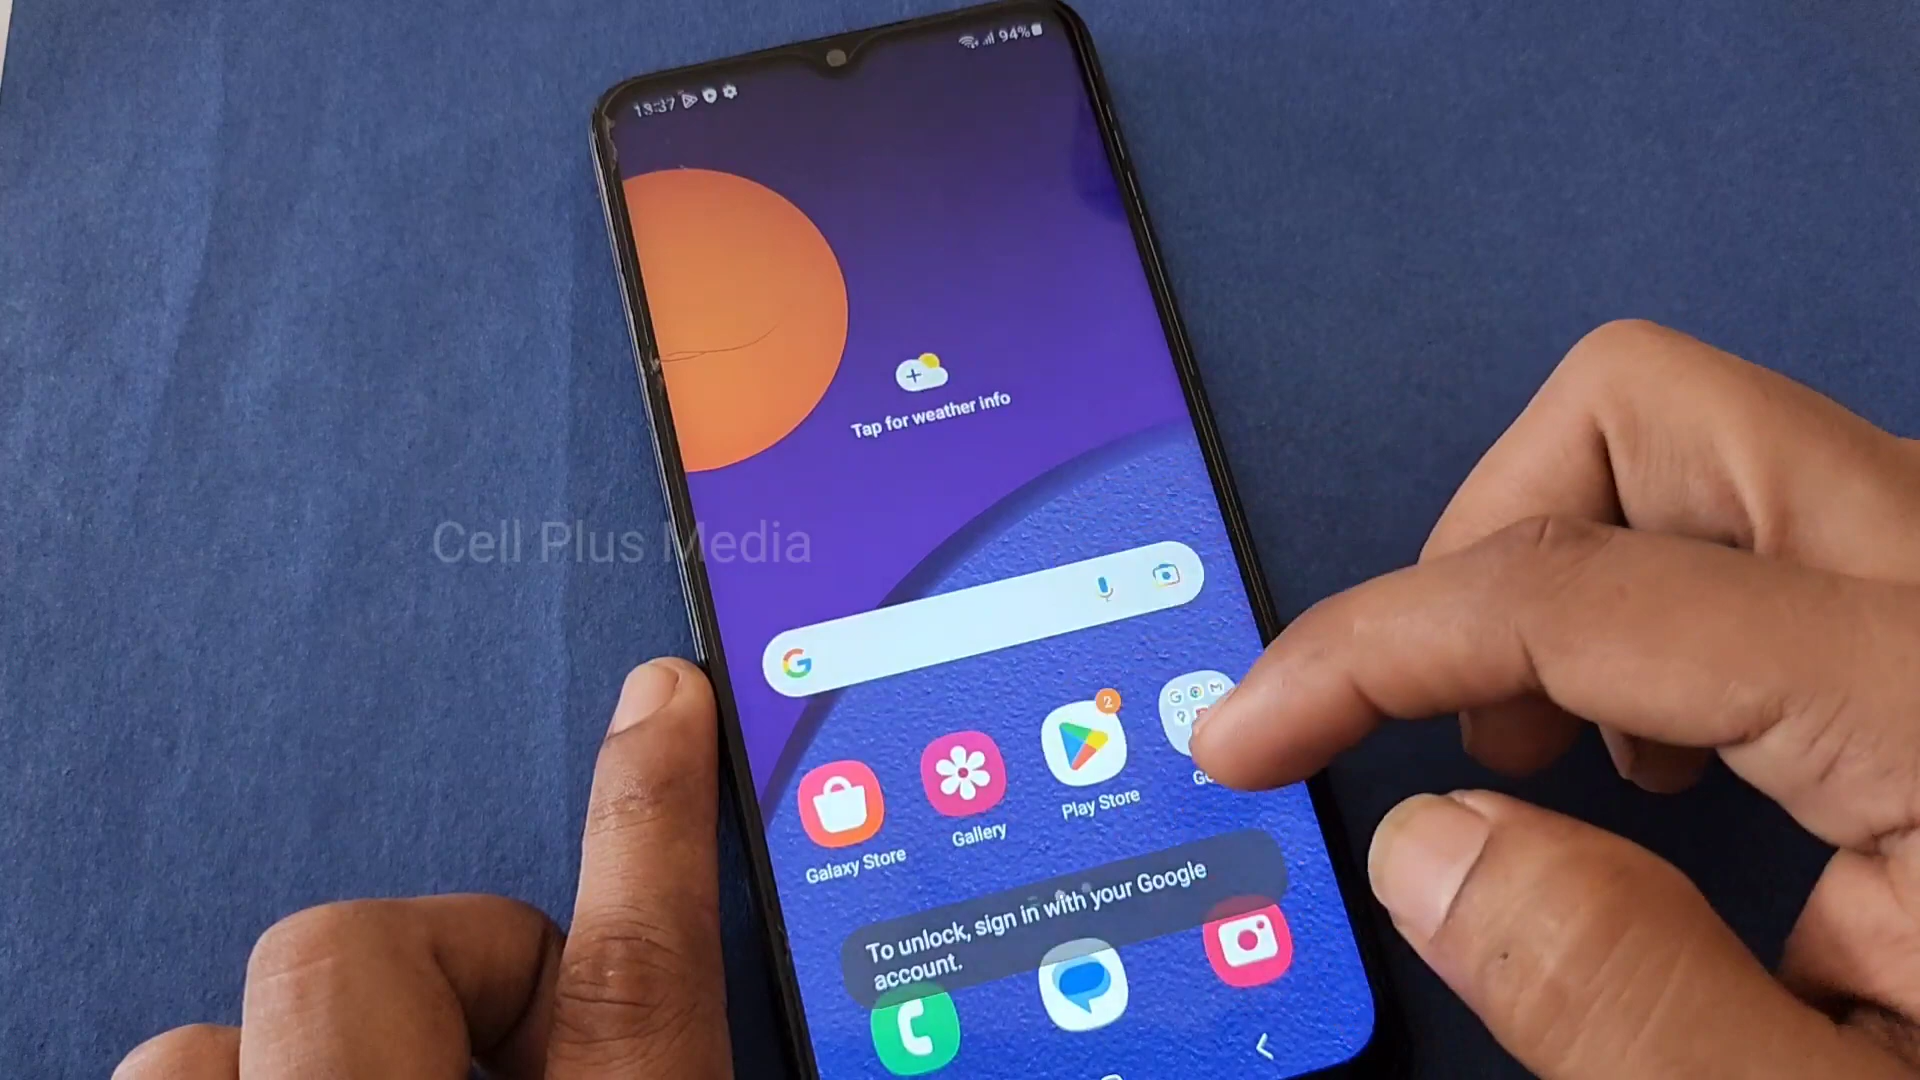 13:37
94%
Tap for weather info
Cell Plus Media
G
2
Galaxy Store
Gallery
Play Store
To unlock, sign in with your Google
account.